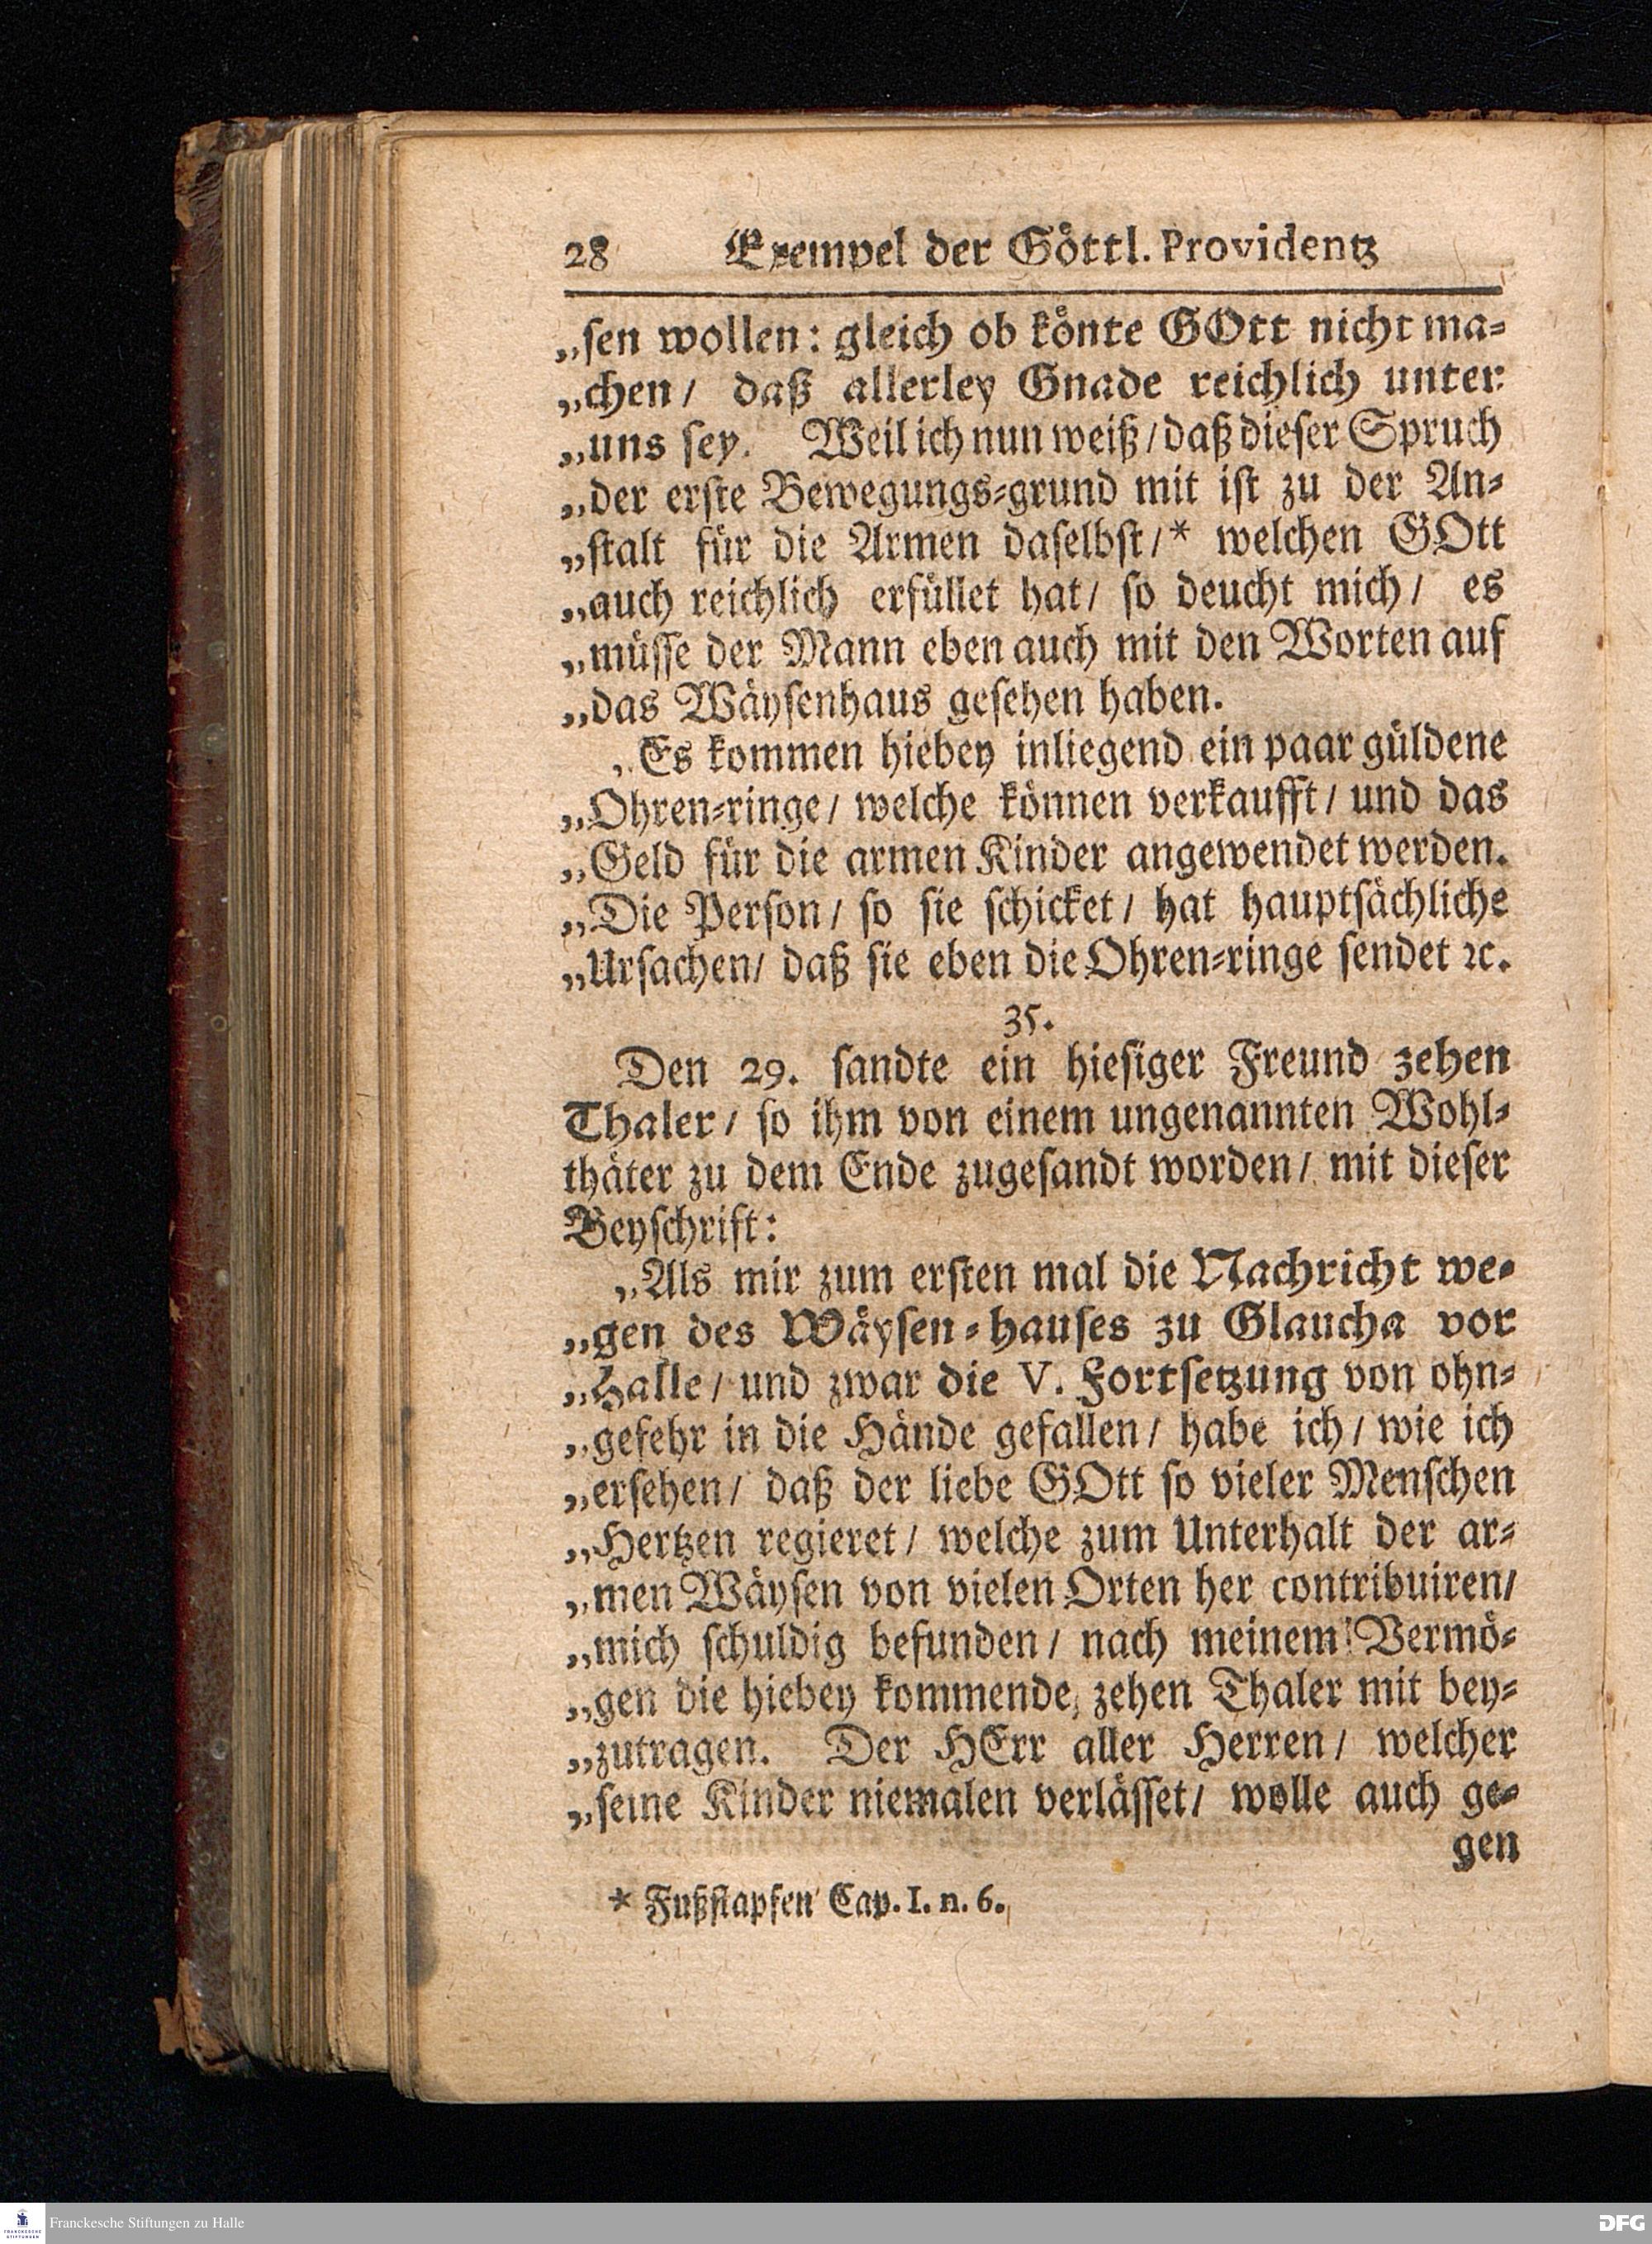 28 Exempel der Göttl. Providentz
„sen wollen: gleich ob könte GOtt nicht ma-
„chen/ daß allerley Gnade reichlich unter
„uns sey. Weil ich nun weiß/ daß dieser Spruch
„der erste Bewegungs-grund mit ist zu der An-
„stalt für die Armen daselbst/* welchen GOtt
„auch reichlich erfüllet hat/ so deucht mich/ es
„müsse der Mann eben auch mit den Worten auf
„das Wäysenhaus gesehen haben.
„Es kommen hiebey inliegend ein paar güldene
„Ohren-ringe/ welche können verkaufft/ und das
„Geld für die armen Kinder angewendet werden.
„Die Person/ so sie schicket/ hat hauptsächliche
„Ursachen/ daß sie eben die Ohren-ringe sendet ꝛc.
35.
Den 29. sandte ein hiesiger Freund zehen
Thaler/ so ihm von einem ungenannten Wohl-
thäter zu dem Ende zugesandt worden/ mit dieser
Beyschrift:
„Als mir zum ersten mal die Nachricht we-
„gen des Wäysen-hauses zu Glaucha vor
„Halle/ und zwar die V. Fortsetzung von ohn-
„gefehr in die Hände gefallen/ habe ich/ wie ich
„ersehen/ daß der liebe GOtt so vieler Menschen
„Hertzen regieret/ welche zum Unterhalt der ar-
„men Wäysen von vielen Orten her contribuiren/
„mich schuldig befunden/ nach meinem Vermö-
„gen die hiebey kommende, zehen Thaler mit bey-
„zutragen. Der HErr aller Herren/ welcher
„seine Kinder niemalen verlässet/ wolle auch ge-
gen
* Fußstapfen Cap. I. n. 6.
FRANCKESCHE STIFTUNGEN
Franckesche Stiftungen zu Halle
DFG